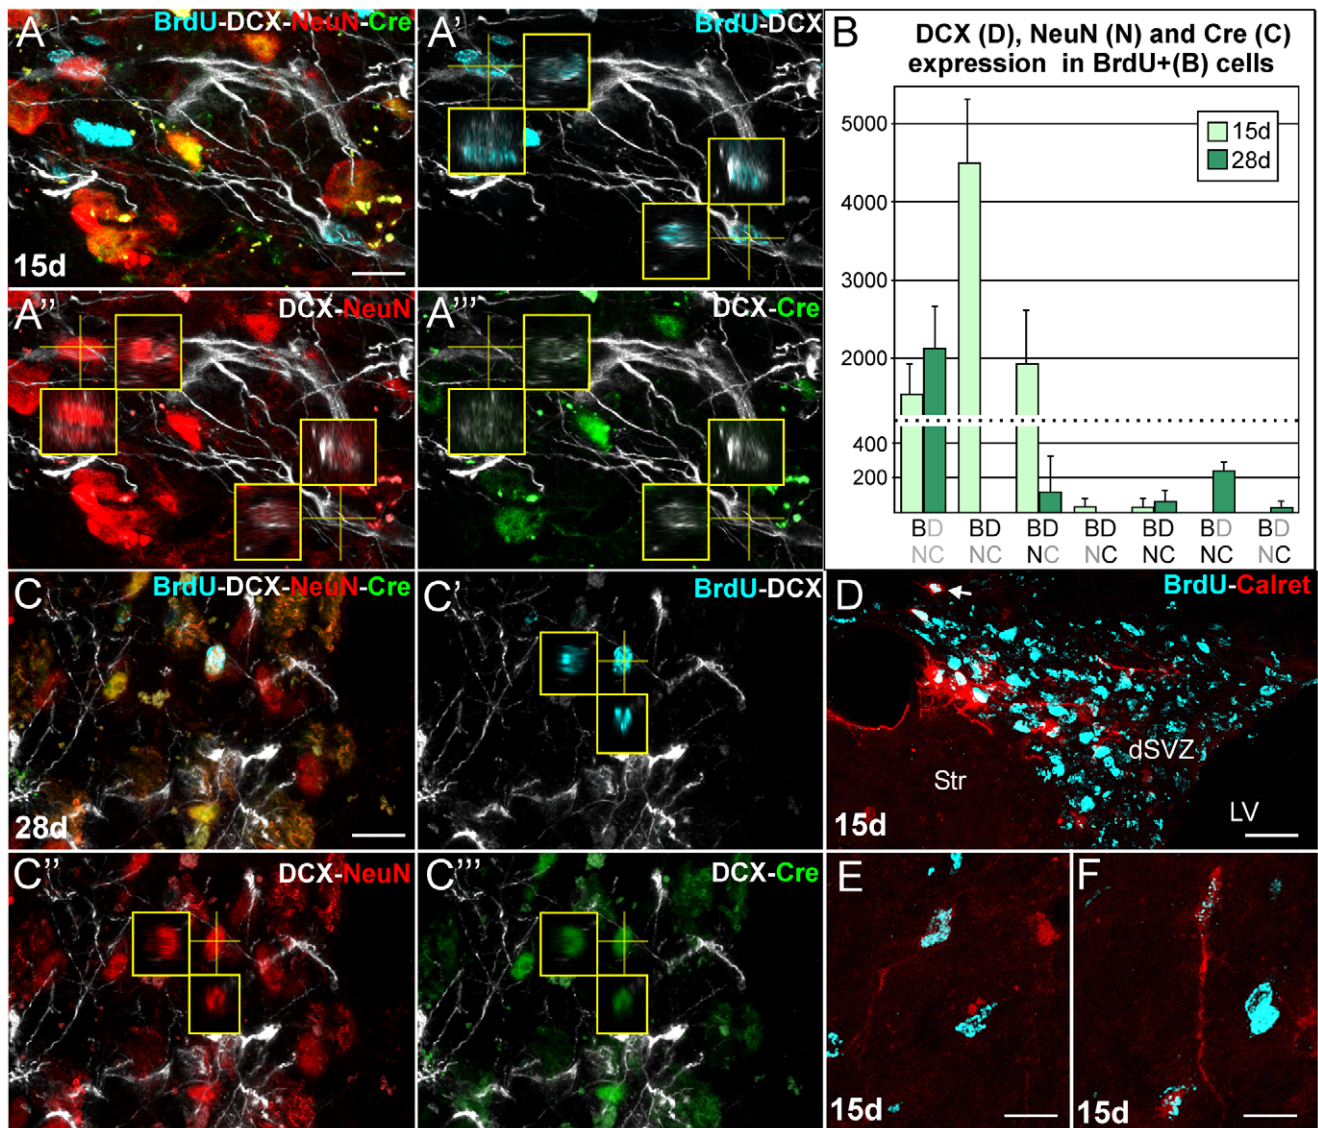 A
BrdU-DCX-NeuN-Cre
15d
A'
BrdU-DCX
A''
DCX-NeuN
A'''
DCX-Cre
B
DCX (D), NeuN (N) and Cre (C)
expression in BrdU+(B) cells
15d
28d
5000
4000
3000
2000
400
200
BD BD BD BD BD BD BD
NC NC NC NC NC NC NC
C
BrdU-DCX-NeuN-Cre
28d
C'
BrdU-DCX
C''
DCX-NeuN
C'''
DCX-Cre
D
BrdU-Calret
dSVZ
Str
LV
15d
E
15d
F
15d